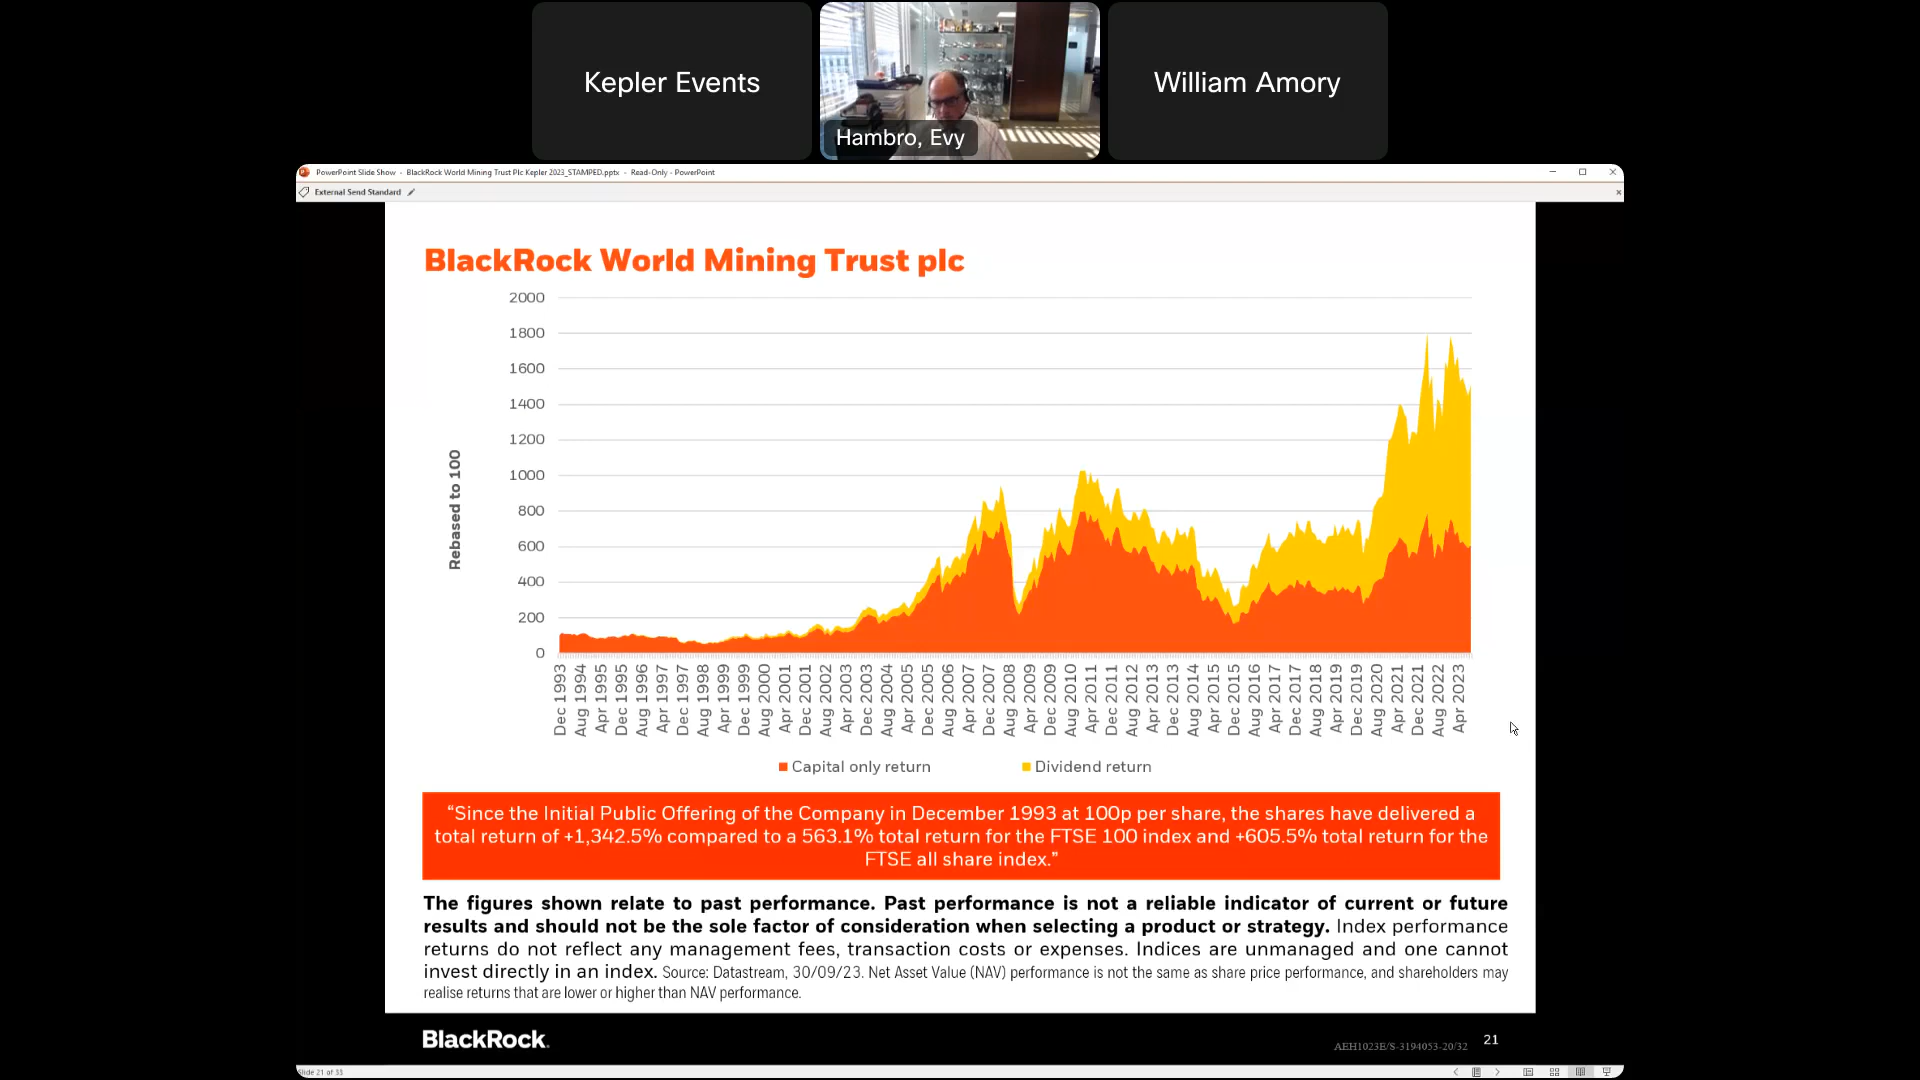 Kepler Events
Hambro, Evy
William Amory
PowerPoint Slide Show - BlackRock World Mining Trust Plc Kepler 2023_STAMPED.pptx - Read-Only - PowerPoint
External Send Standard
BlackRock World Mining Trust plc
Rebased to 100
2000
1800
1600
1400
1200
1000
800
600
400
200
0
Dec 1993
Aug 1994
Apr 1995
Dec 1995
Aug 1996
Apr 1997
Dec 1997
Aug 1998
Apr 1999
Dec 1999
Aug 2000
Apr 2001
Dec 2001
Aug 2002
Apr 2003
Dec 2003
Aug 2004
Apr 2005
Dec 2005
Aug 2006
Apr 2007
Dec 2007
Aug 2008
Apr 2009
Dec 2009
Aug 2010
Apr 2011
Dec 2011
Aug 2012
Apr 2013
Dec 2013
Aug 2014
Apr 2015
Dec 2015
Aug 2016
Apr 2017
Dec 2017
Aug 2018
Apr 2019
Dec 2019
Aug 2020
Apr 2021
Dec 2021
Aug 2022
Apr 2023
Capital only return
Dividend return
“Since the Initial Public Offering of the Company in December 1993 at 100p per share, the shares have delivered a
total return of +1,342.5% compared to a 563.1% total return for the FTSE 100 index and +605.5% total return for the
FTSE all share index.”
The figures shown relate to past performance. Past performance is not a reliable indicator of current or future
results and should not be the sole factor of consideration when selecting a product or strategy. Index performance
returns do not reflect any management fees, transaction costs or expenses. Indices are unmanaged and one cannot
invest directly in an index. Source: Datastream, 30/09/23. Net Asset Value (NAV) performance is not the same as share price performance, and shareholders may
realise returns that are lower or higher than NAV performance.
BlackRock.
AEH1023E/S-3194053-20/32
21
Slide 21 of 33